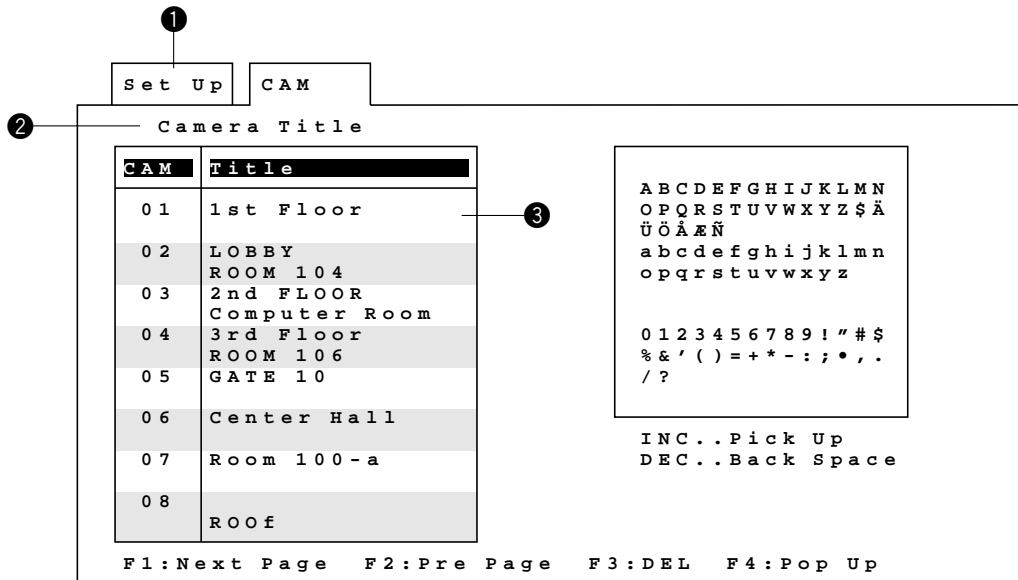 ❶
Set Up CAM
❷ Camera Title
CAM Title
01 1st Floor
❸
02 LOBBY
ROOM 104
03 2nd FLOOR
Computer Room
04 3rd Floor
ROOM 106
05 GATE 10
06 Center Hall
07 Room 100-a
08
ROOf
ABCDEFGHIJKLMN
OPQRSTUVWXYZ$Ä
ÜÖÅÆÑ
abcdefghijklmn
opqrstuvwxyz
0123456789!"#$
%&'()=+*-:;•,.
/?
INC..Pick Up
DEC..Back Space
F1:Next Page F2:Pre Page F3:DEL F4:Pop Up